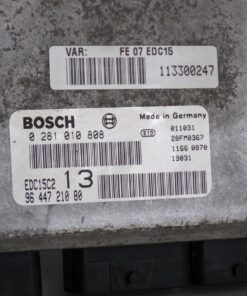 VAR: FE 07 EDC15
113300247
BOSCH Made in Germany
0 281 010 808
011031
28FM0367
1166 0870
19031
EDC15C2 13
96 447 210 80